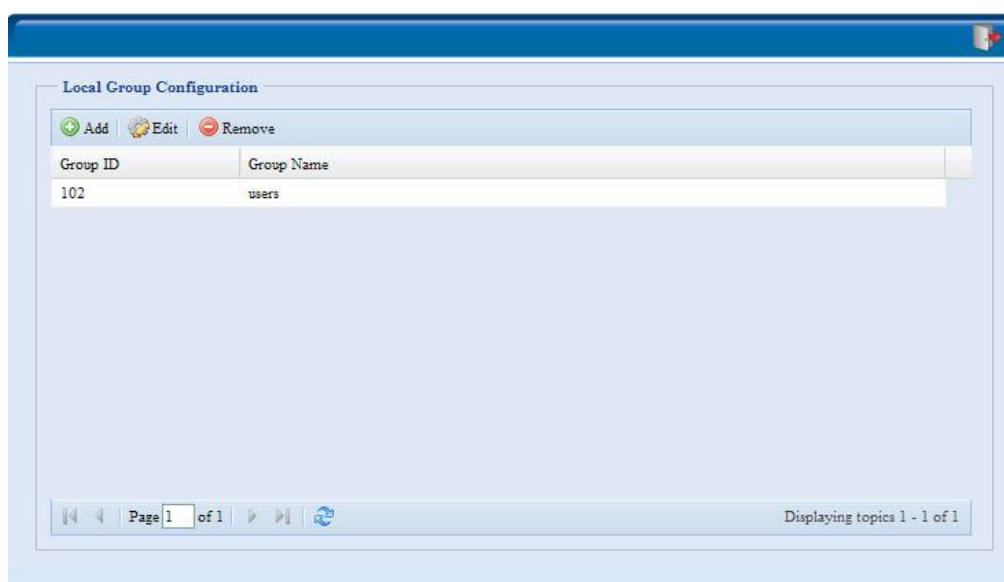 Local Group Configuration
Add Edit Remove
Group ID Group Name
102 users
Page 1 of 1 Displaying topics 1 - 1 of 1